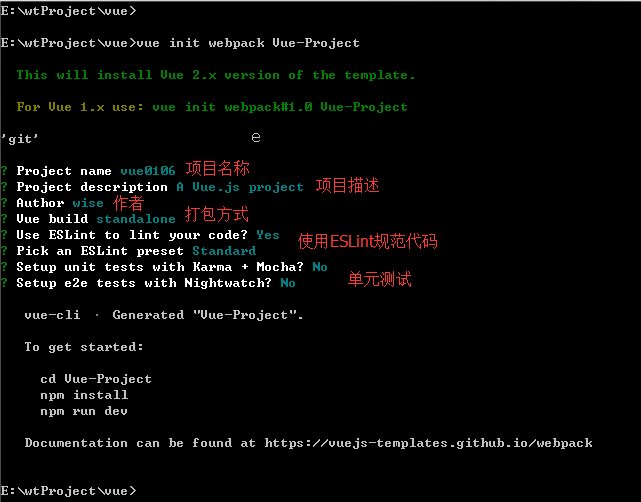 E:\wtProject\vue>
E:\wtProject\vue>vue init webpack Vue-Project
This will install Vue 2.x version of the template.
For Vue 1.x use: vue init webpack#1.0 Vue-Project
'git' e
? Project name vue0106 项目名称
? Project description A Vue.js project 项目描述
? Author wise 作者
? Vue build standalone 打包方式
? Use ESLint to lint your code? Yes 使用ESLint规范代码
? Pick an ESLint preset Standard
? Setup unit tests with Karma + Mocha? No
? Setup e2e tests with Nightwatch? No 单元测试
vue-cli · Generated "Vue-Project".
To get started:
cd Vue-Project
npm install
npm run dev
Documentation can be found at https://vuejs-templates.github.io/webpack
E:\wtProject\vue>